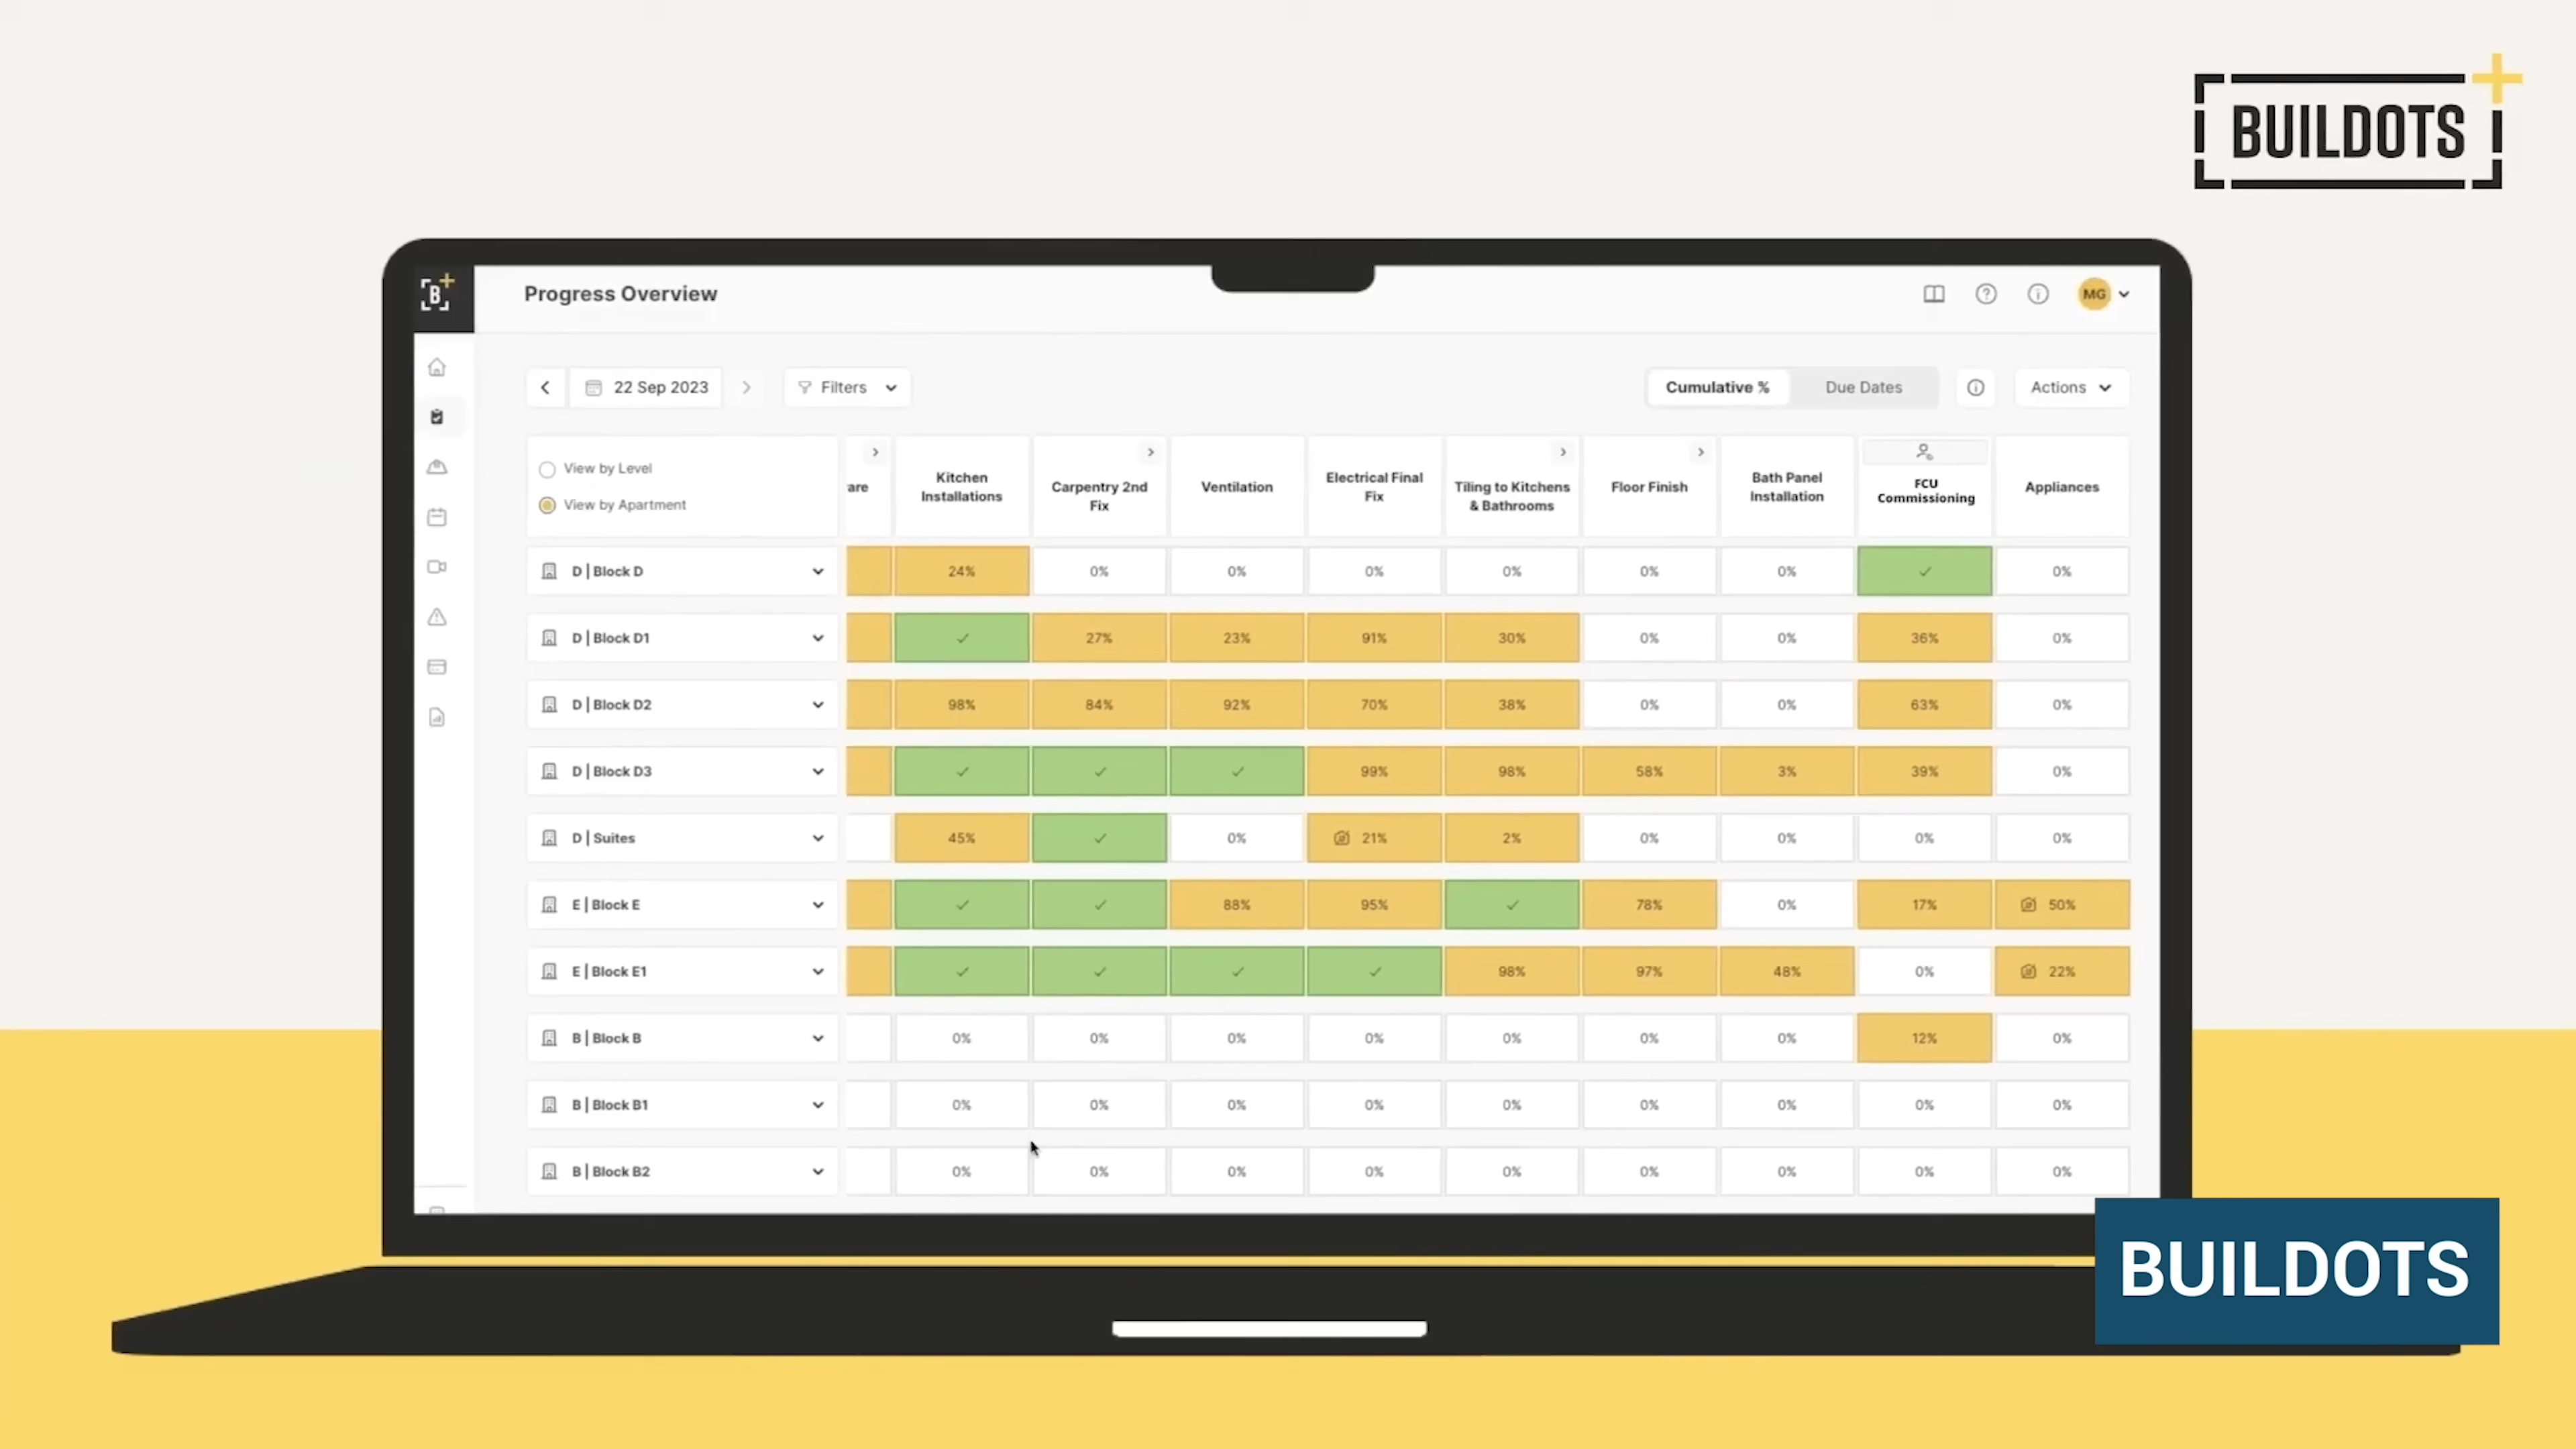 BUILDOTS
B
Progress Overview
MG
22 Sep 2023
Filters
Cumulative %
Due Dates
Actions
View by Level
View by Apartment
are
Kitchen
Installations
Carpentry 2nd
Fix
Ventilation
Electrical Final
Fix
Tiling to Kitchens
& Bathrooms
Floor Finish
Bath Panel
Installation
FCU
Commissioning
Appliances
D | Block D 24% 0% 0% 0% 0% 0% 0% ✓ 0%
D | Block D1 ✓ 27% 23% 91% 30% 0% 0% 36% 0%
D | Block D2 98% 84% 92% 70% 38% 0% 0% 63% 0%
D | Block D3 ✓ ✓ ✓ 99% 98% 58% 3% 39% 0%
D | Suites 45% ✓ 0% 21% 2% 0% 0% 0% 0%
E | Block E ✓ ✓ 88% 95% ✓ 78% 0% 17% 50%
E | Block E1 ✓ ✓ ✓ ✓ 98% 97% 48% 0% 22%
B | Block B 0% 0% 0% 0% 0% 0% 0% 12% 0%
B | Block B1 0% 0% 0% 0% 0% 0% 0% 0% 0%
B | Block B2 0% 0% 0% 0% 0% 0% 0% 0% 0%
BUILDOTS